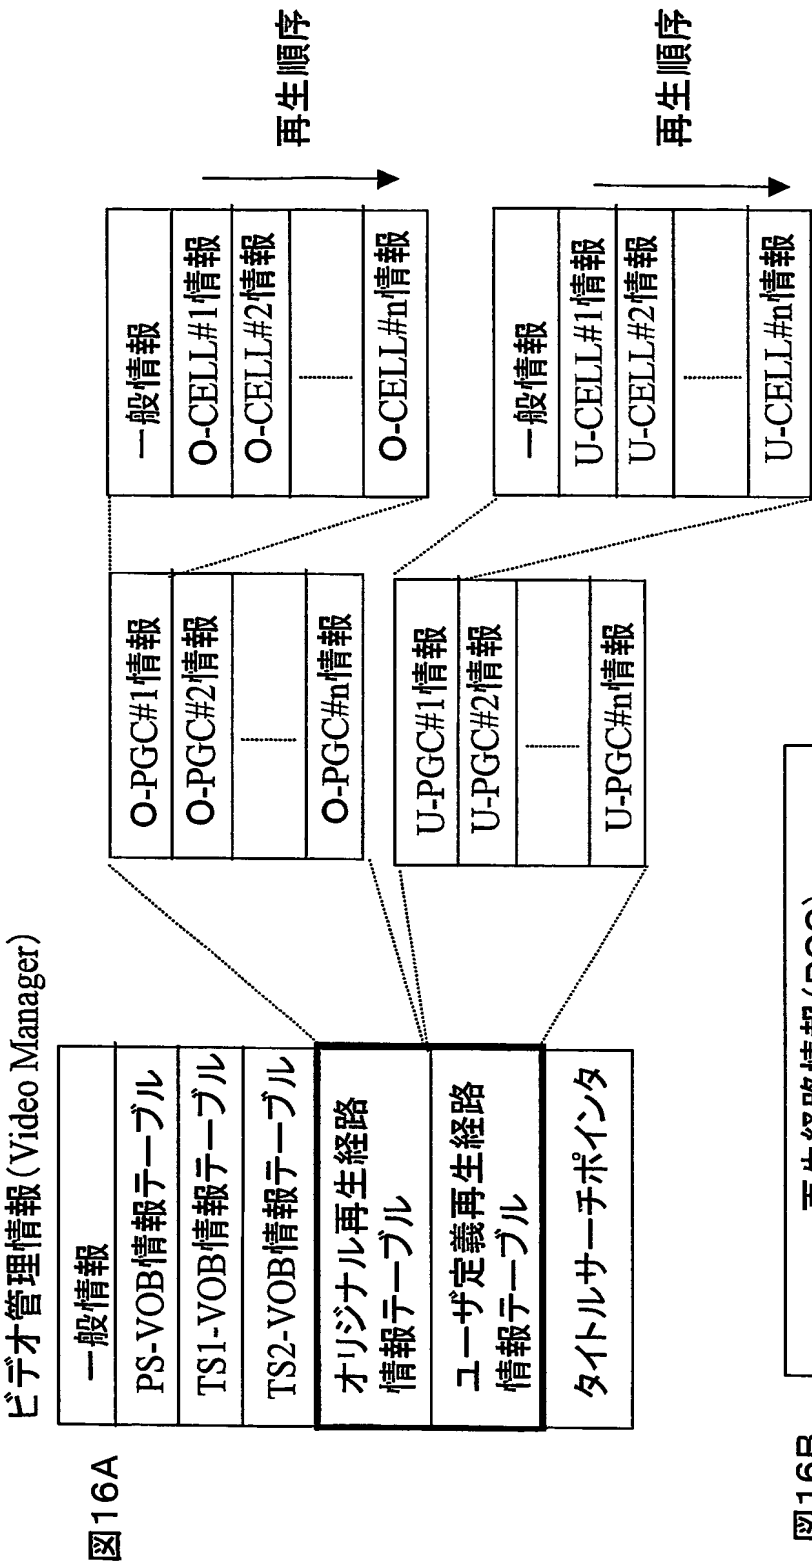 図16A
ビデオ管理情報(Video Manager)
一般情報
PS-VOB情報テーブル
TS1-VOB情報テーブル
TS2-VOB情報テーブル
オリジナル再生経路
情報テーブル
ユーザ定義再生経路
情報テーブル
タイトルサーチポインタ
O-PGC#1情報
O-PGC#2情報
O-PGC#n情報
U-PGC#1情報
U-PGC#2情報
U-PGC#n情報
一般情報
O-CELL#1情報
O-CELL#2情報
O-CELL#n情報
再生順序
一般情報
U-CELL#1情報
U-CELL#2情報
U-CELL#n情報
再生順序
図16B
再生経路情報(PGC)